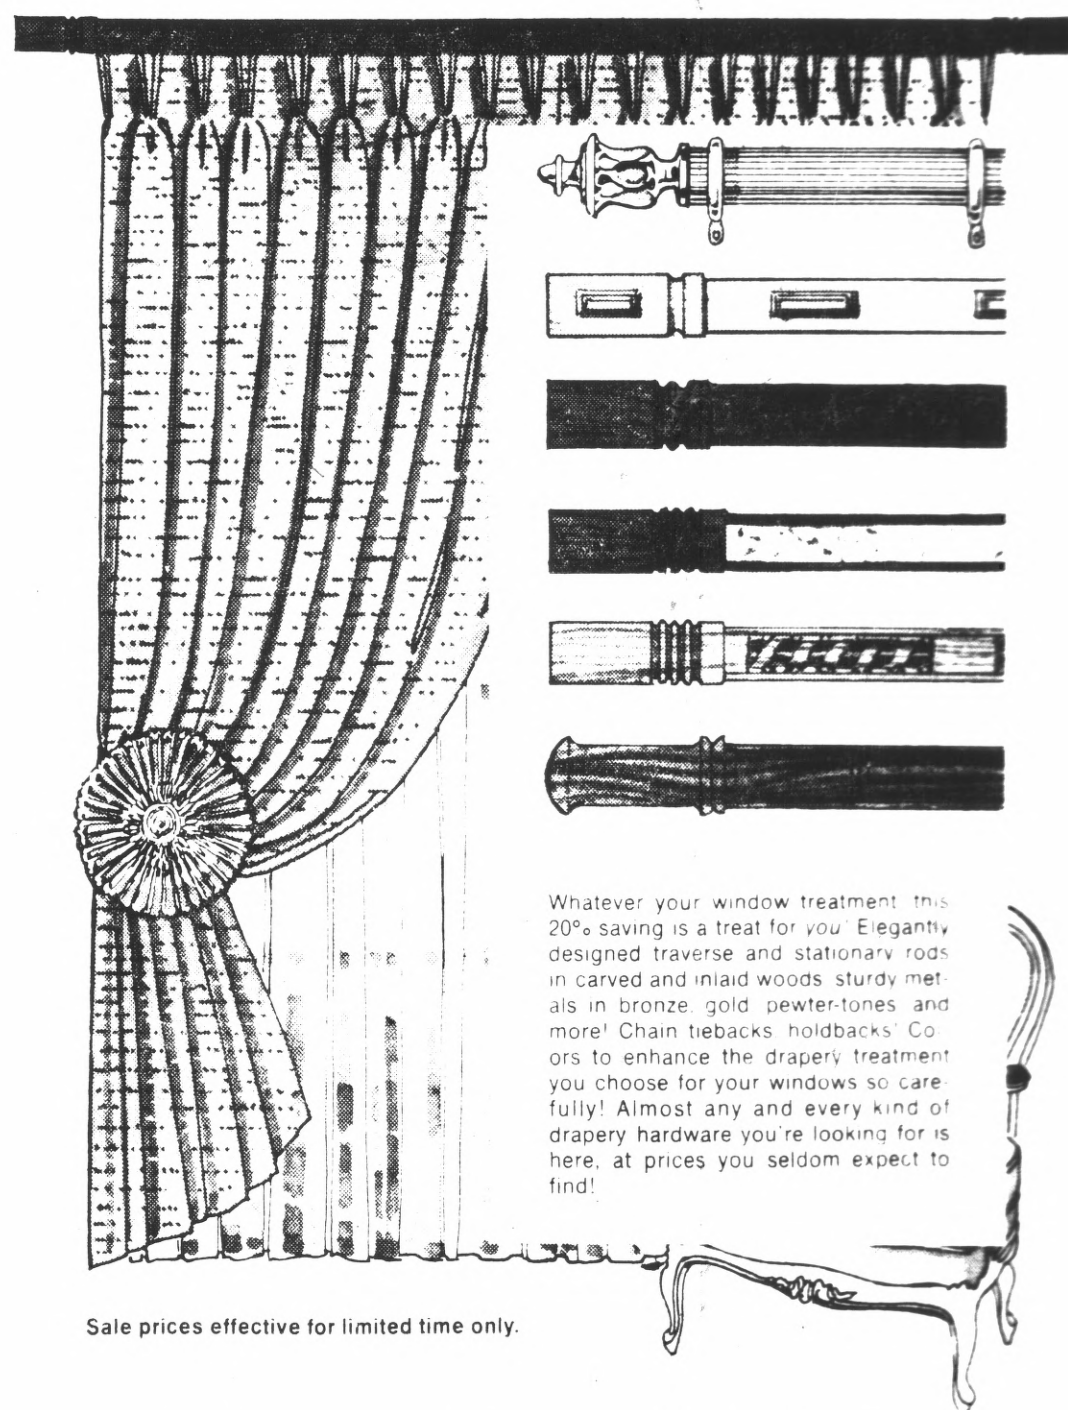 Whatever your window treatment this
20% saving is a treat for you! Elegantly
designed traverse and stationary rods
in carved and inlaid woods sturdy met-
als in bronze, gold pewter-tones and
more! Chain tiebacks holdbacks! Co
ors to enhance the drapery treatment
you choose for your windows so care-
fully! Almost any and every kind of
drapery hardware you're looking for is
here, at prices you seldom expect to
find!
Sale prices effective for limited time only.